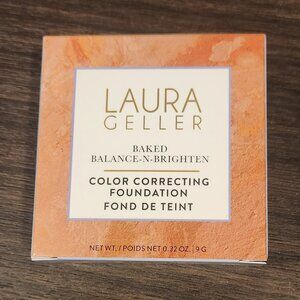 LAURA
GELLER
BAKED
BALANCE-N-BRIGHTEN
COLOR CORRECTING
FOUNDATION
FOND DE TEINT
NET WT. / POIDS NET 0.32 OZ. | 9 G